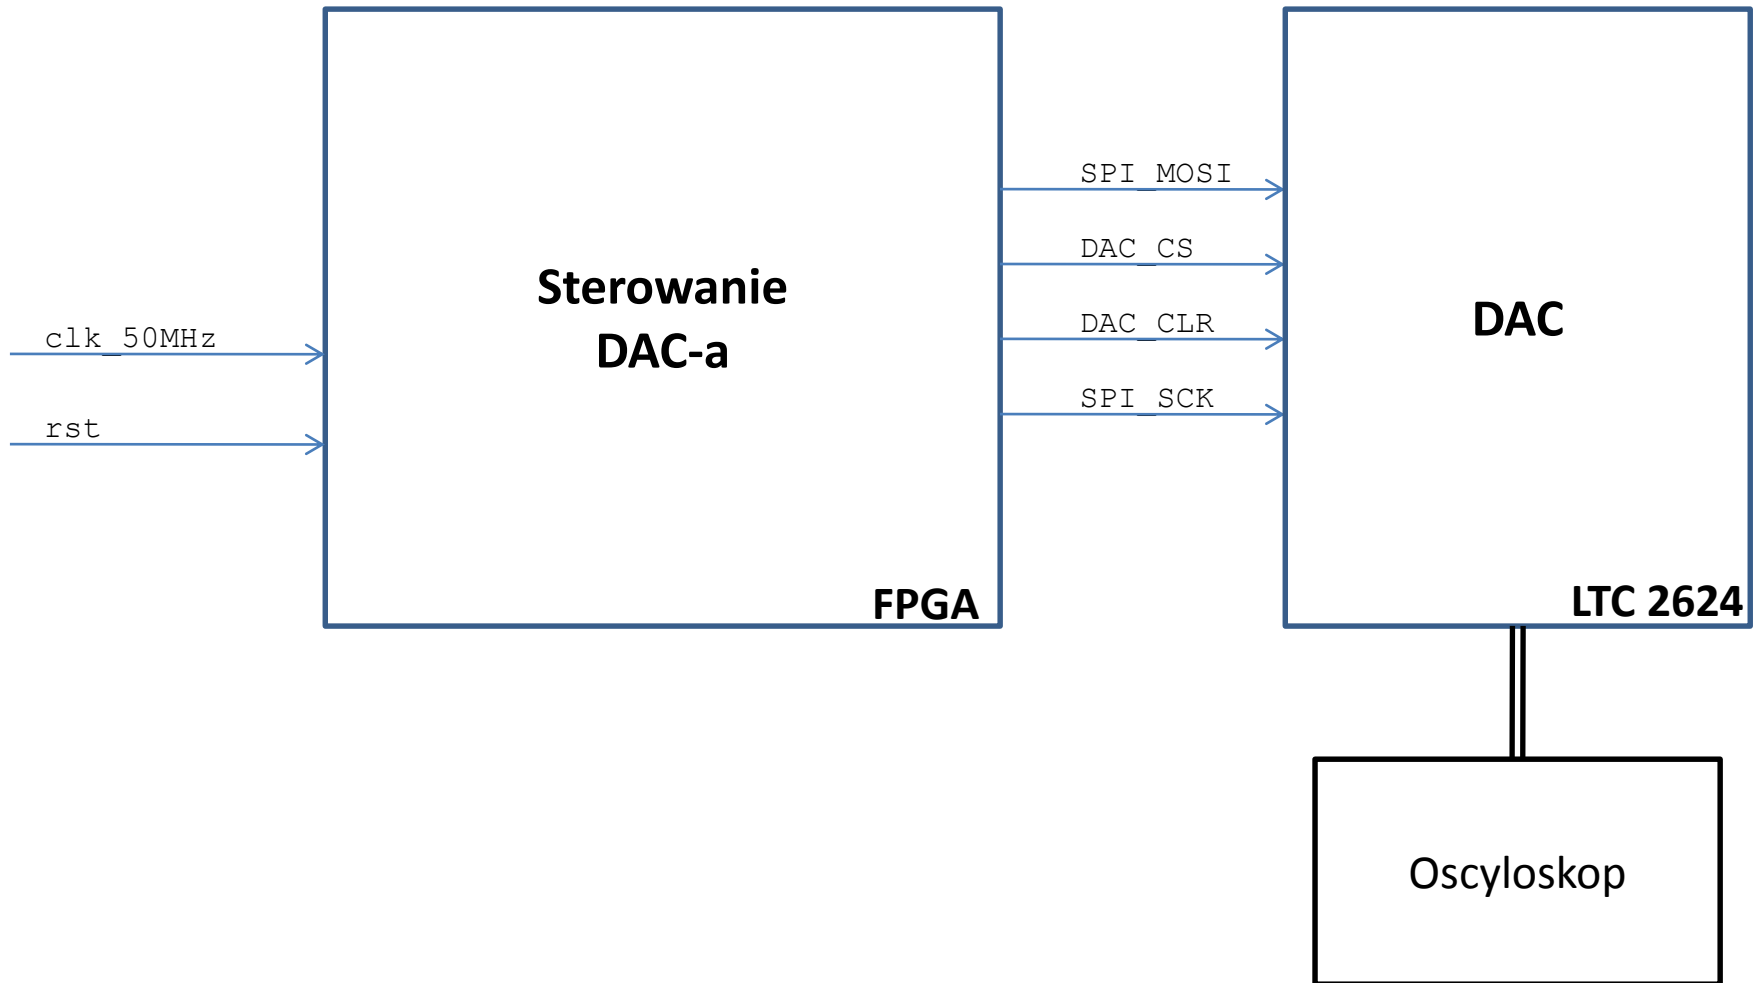 clk_50MHz
rst
Sterowanie
DAC-a
FPGA
SPI_MOSI
DAC_CS
DAC_CLR
SPI_SCK
DAC
LTC 2624
Oscyloskop